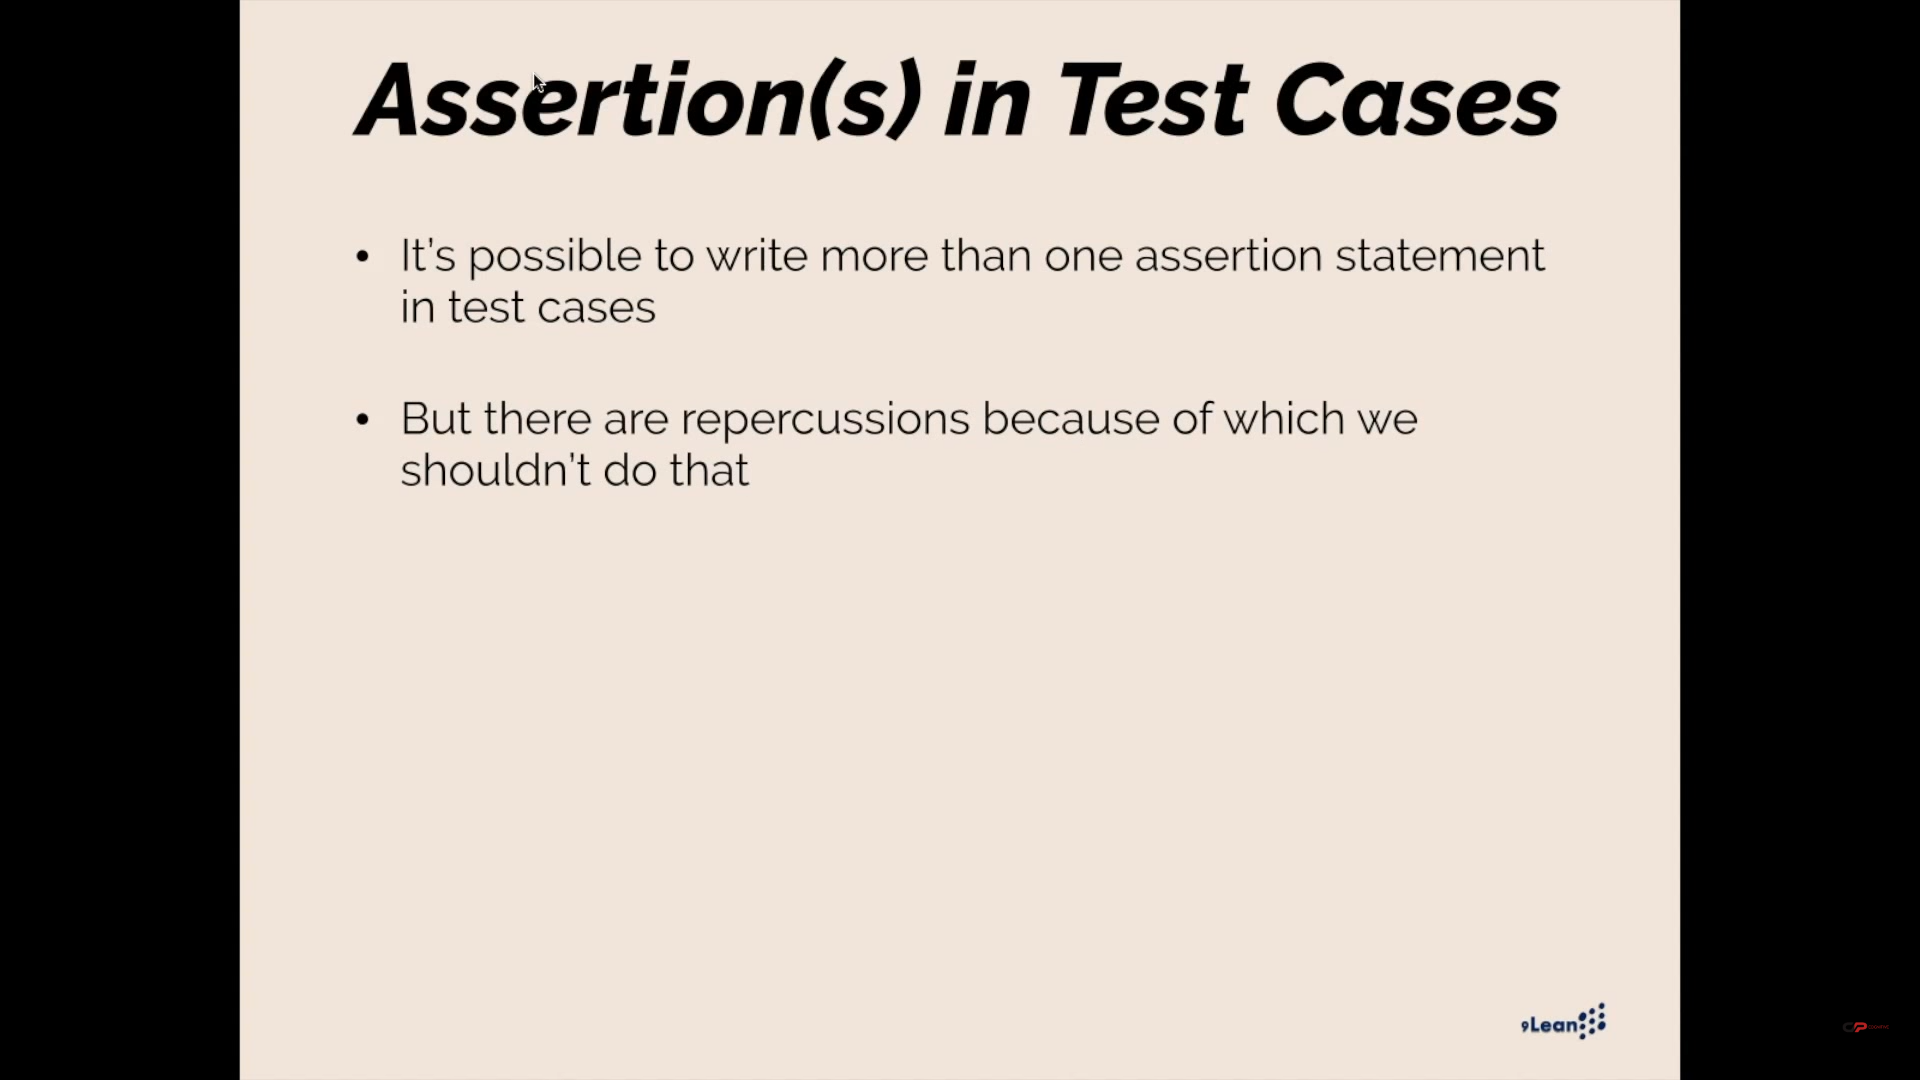 Assertion(s) in Test Cases
• It’s possible to write more than one assertion statement
in test cases
• But there are repercussions because of which we
shouldn’t do that
9Lean